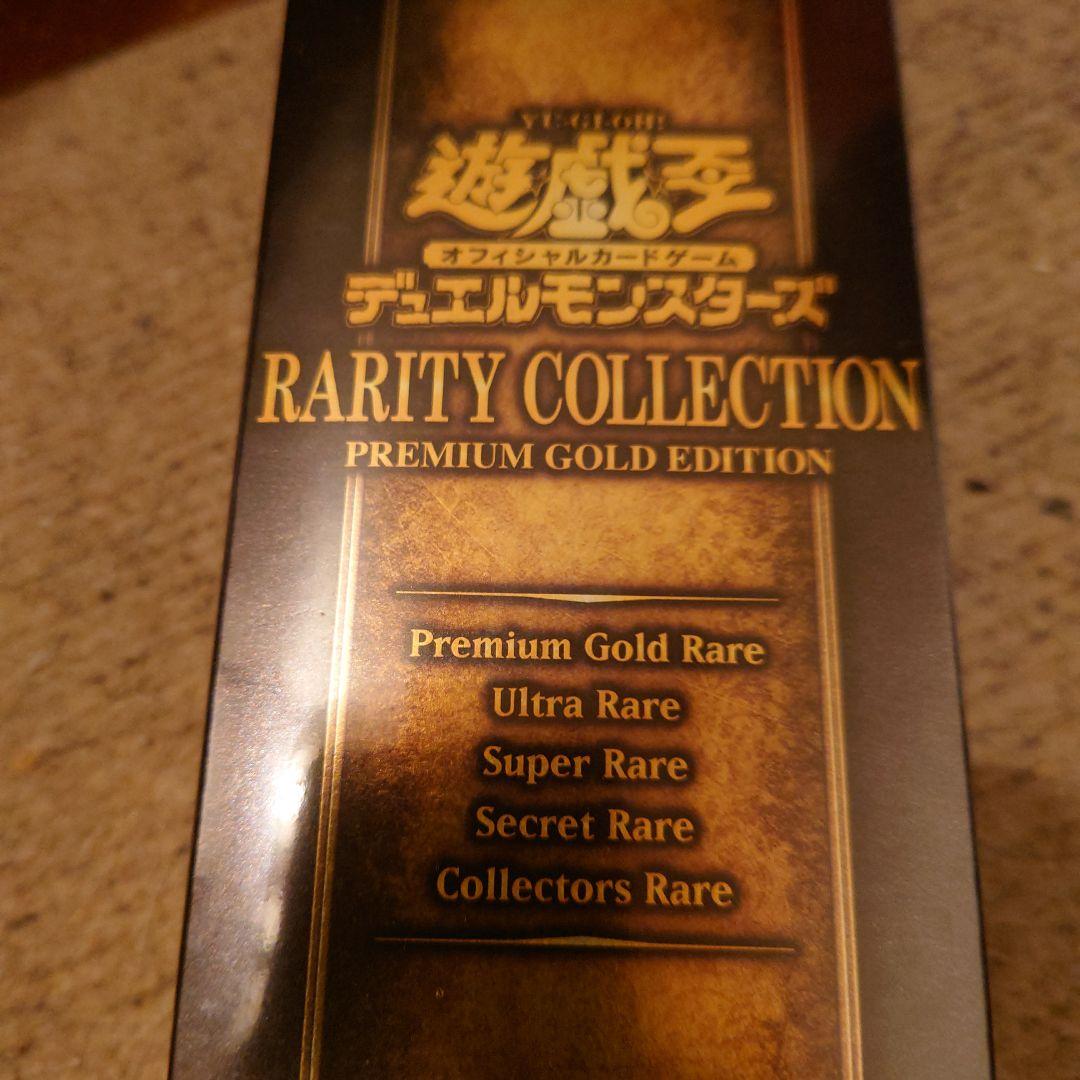 YU-GI-OH!
遊戯王
オフィシャルカードゲーム
デュエルモンスターズ
RARITY COLLECTION
PREMIUM GOLD EDITION
Premium Gold Rare
Ultra Rare
Super Rare
Secret Rare
Collectors Rare